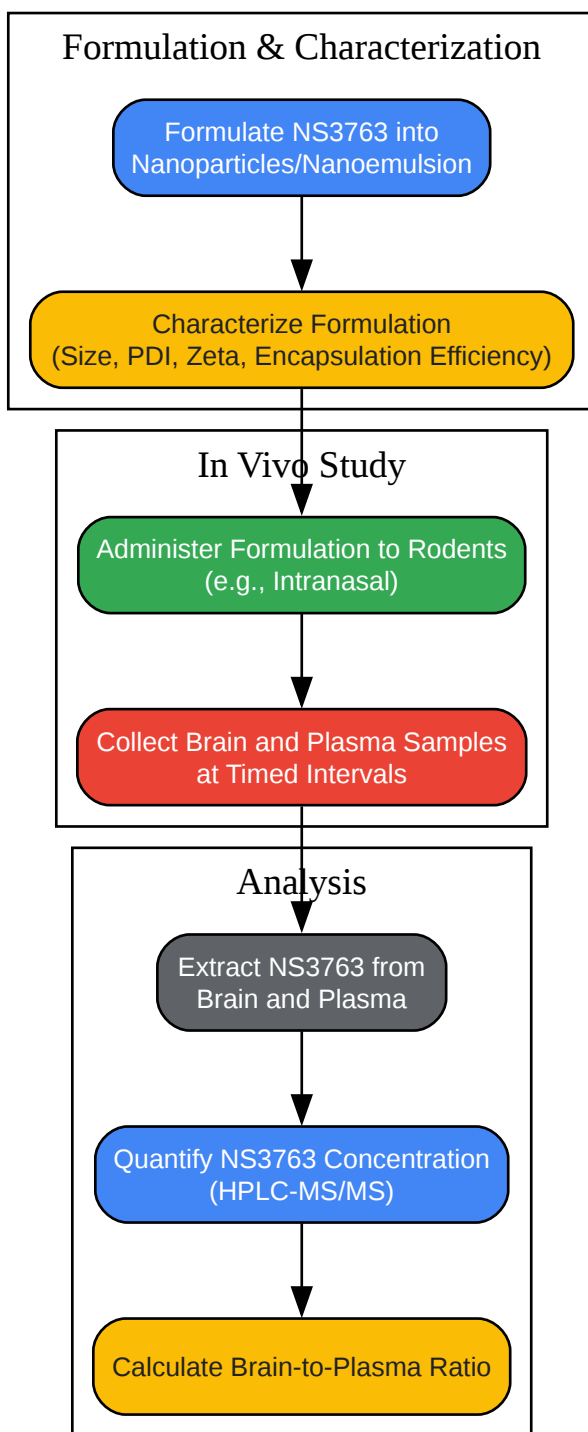 Formulation & Characterization
Formulate NS3763 into
Nanoparticles/Nanoemulsion
Characterize Formulation
(Size, PDI, Zeta, Encapsulation Efficiency)
In Vivo Study
Administer Formulation to Rodents
(e.g., Intranasal)
Collect Brain and Plasma Samples
at Timed Intervals
Analysis
Extract NS3763 from
Brain and Plasma
Quantify NS3763 Concentration
(HPLC-MS/MS)
Calculate Brain-to-Plasma Ratio